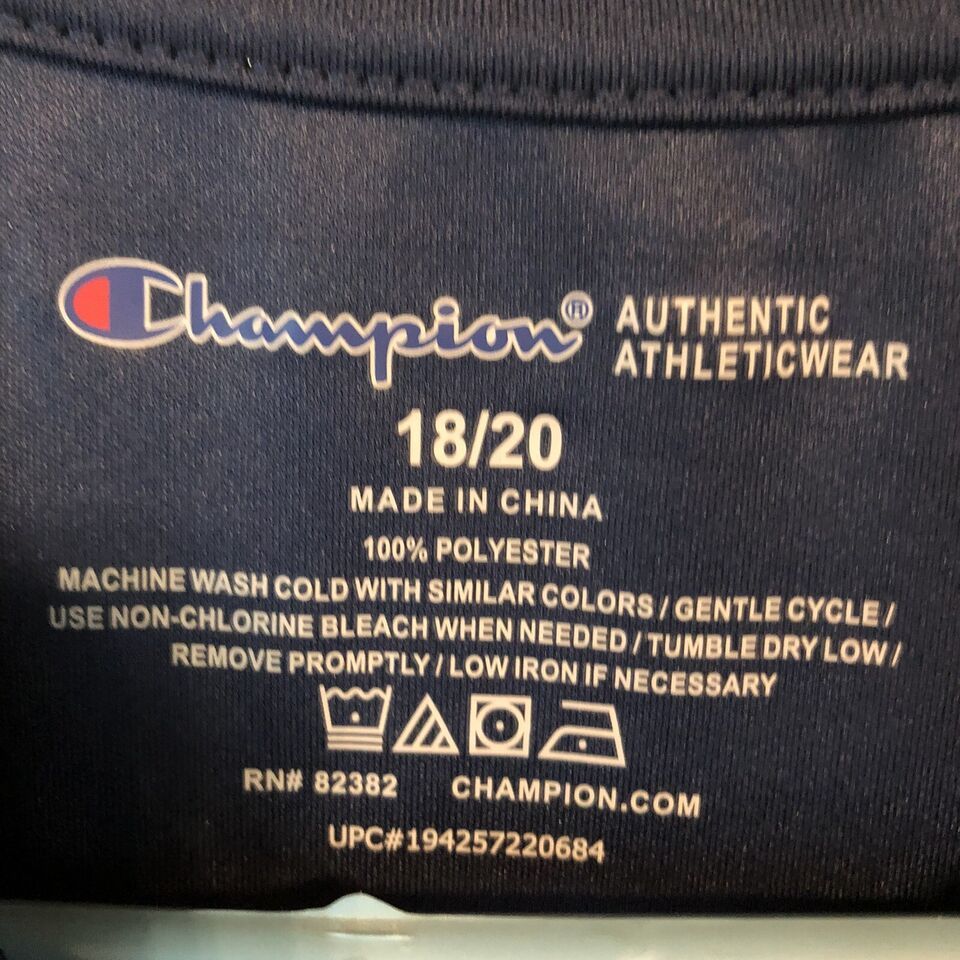 Champion® AUTHENTIC
ATHLETICWEAR
18/20
MADE IN CHINA
100% POLYESTER
MACHINE WASH COLD WITH SIMILAR COLORS / GENTLE CYCLE /
USE NON-CHLORINE BLEACH WHEN NEEDED / TUMBLE DRY LOW /
REMOVE PROMPTLY / LOW IRON IF NECESSARY
RN# 82382 CHAMPION.COM
UPC#194257220684